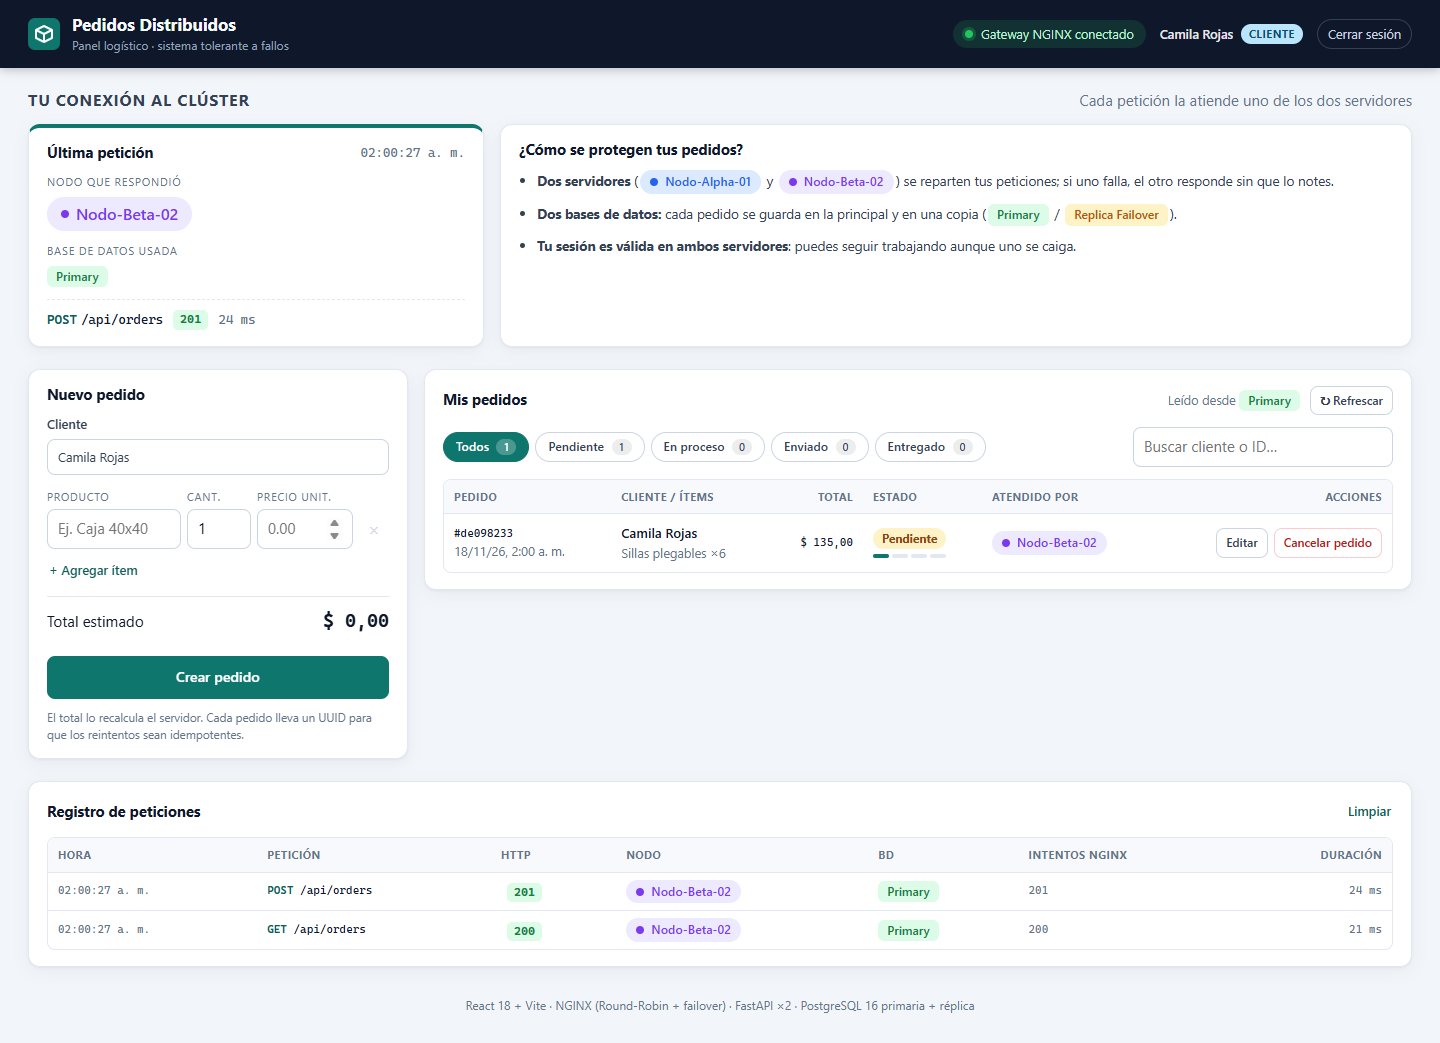 Pedidos Distribuidos
Panel logístico · sistema tolerante a fallos
Gateway NGINX conectado
Camila Rojas CLIENTE
Cerrar sesión
TU CONEXIÓN AL CLÚSTER
Cada petición la atiende uno de los dos servidores
Última petición 02:00:27 a. m.
NODO QUE RESPONDIÓ
Nodo-Beta-02
BASE DE DATOS USADA
Primary
POST /api/orders 201 24 ms
¿Cómo se protegen tus pedidos?
• Dos servidores ( Nodo-Alpha-01 y Nodo-Beta-02 ) se reparten tus peticiones; si uno falla, el otro responde sin que lo notes.
• Dos bases de datos: cada pedido se guarda en la principal y en una copia ( Primary / Replica Failover ).
• Tu sesión es válida en ambos servidores: puedes seguir trabajando aunque uno se caiga.
Nuevo pedido
Cliente
Camila Rojas
PRODUCTO CANT. PRECIO UNIT.
Ej. Caja 40x40 1 0.00 ×
+ Agregar ítem
Total estimado $ 0,00
Crear pedido
El total lo recalcula el servidor. Cada pedido lleva un UUID para
que los reintentos sean idempotentes.
Mis pedidos
Leído desde Primary ↻ Refrescar
Todos 1 Pendiente 1 En proceso 0 Enviado 0 Entregado 0
Buscar cliente o ID...
PEDIDO CLIENTE / ÍTEMS TOTAL ESTADO ATENDIDO POR ACCIONES
#de098233 Camila Rojas $ 135,00 Pendiente Nodo-Beta-02 Editar Cancelar pedido
18/11/26, 2:00 a. m. Sillas plegables ×6
Registro de peticiones
Limpiar
HORA PETICIÓN HTTP NODO BD INTENTOS NGINX DURACIÓN
02:00:27 a. m. POST /api/orders 201 Nodo-Beta-02 Primary 201 24 ms
02:00:27 a. m. GET /api/orders 200 Nodo-Beta-02 Primary 200 21 ms
React 18 + Vite · NGINX (Round-Robin + failover) · FastAPI ×2 · PostgreSQL 16 primaria + réplica